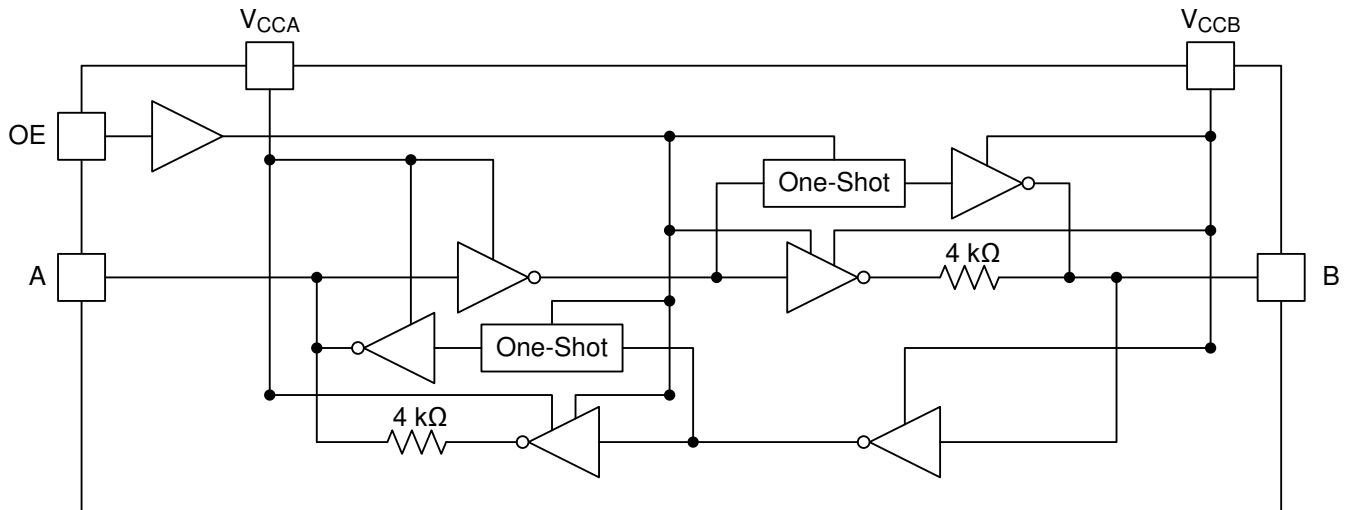 VCCA
VCCB
OE
One-Shot
4 kΩ
A
B
One-Shot
4 kΩ